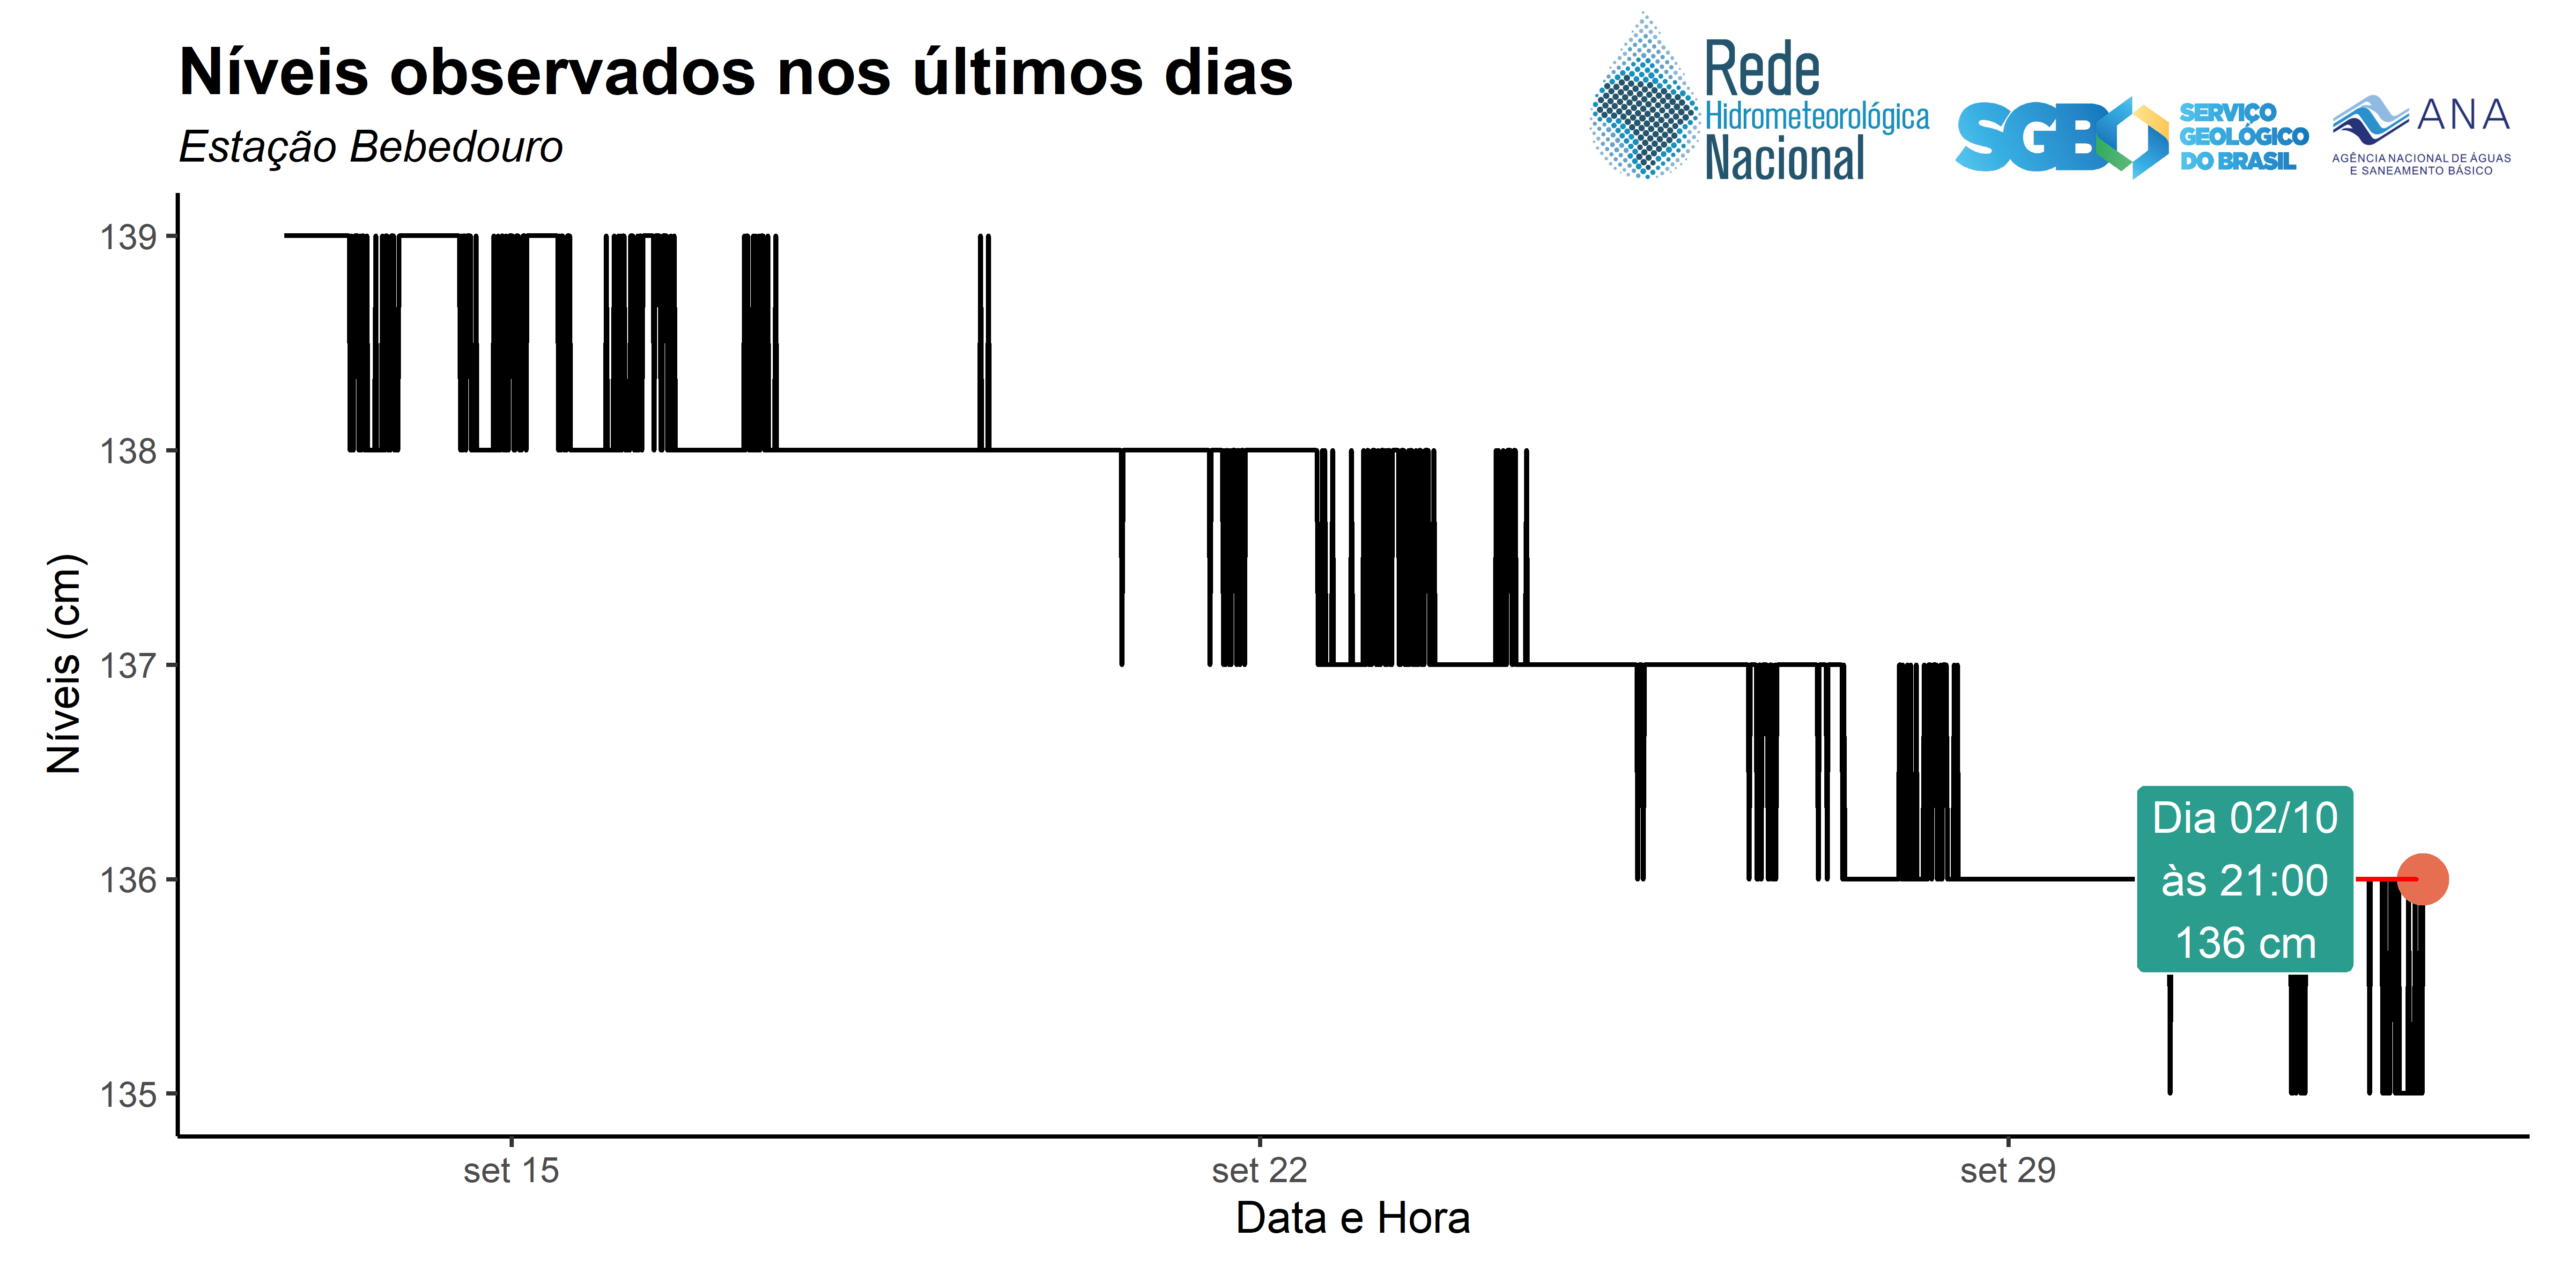 Níveis observados nos últimos dias
Estação Bebedouro
Rede
Hidrometeorológica
Nacional
SGB
SERVIÇO
GEOLÓGICO
DO BRASIL
ANA
AGÊNCIA NACIONAL DE ÁGUAS
E SANEAMENTO BÁSICO
Níveis (cm)
139
138
137
136
135
Dia 02/10
às 21:00
136 cm
set 15
set 22
set 29
Data e Hora